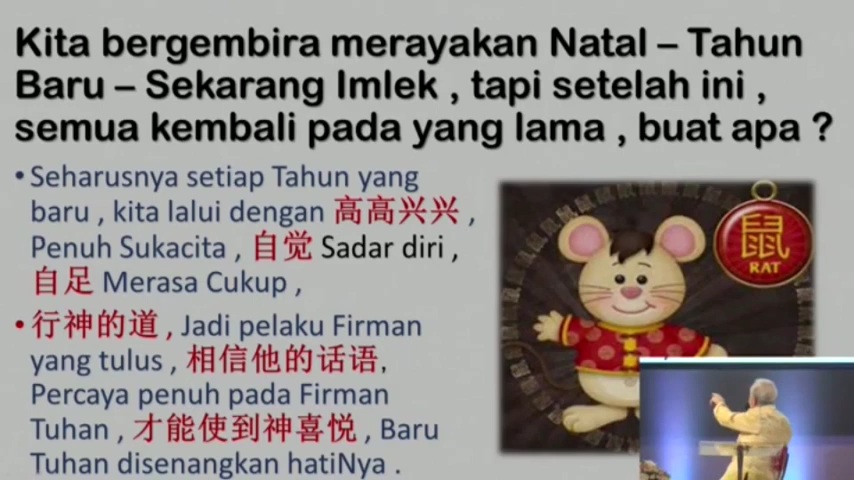 Kita bergembira merayakan Natal – Tahun
Baru – Sekarang Imlek , tapi setelah ini ,
semua kembali pada yang lama , buat apa ?
• Seharusnya setiap Tahun yang
baru , kita lalui dengan 高高兴兴 ,
Penuh Sukacita , 自觉 Sadar diri ,
自足 Merasa Cukup ,
• 行神的道 , Jadi pelaku Firman
yang tulus , 相信他的话语,
Percaya penuh pada Firman
Tuhan , 才能使到神喜悦 , Baru
Tuhan disenangkan hatiNya .
鼠
RAT